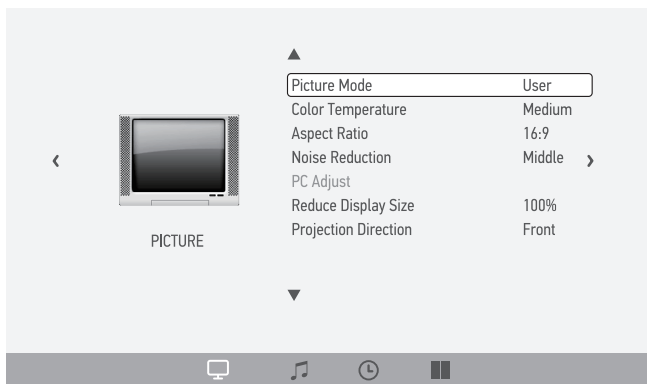 Picture Mode User
Color Temperature Medium
Aspect Ratio 16:9
Noise Reduction Middle
PC Adjust
Reduce Display Size 100%
Projection Direction Front
PICTURE